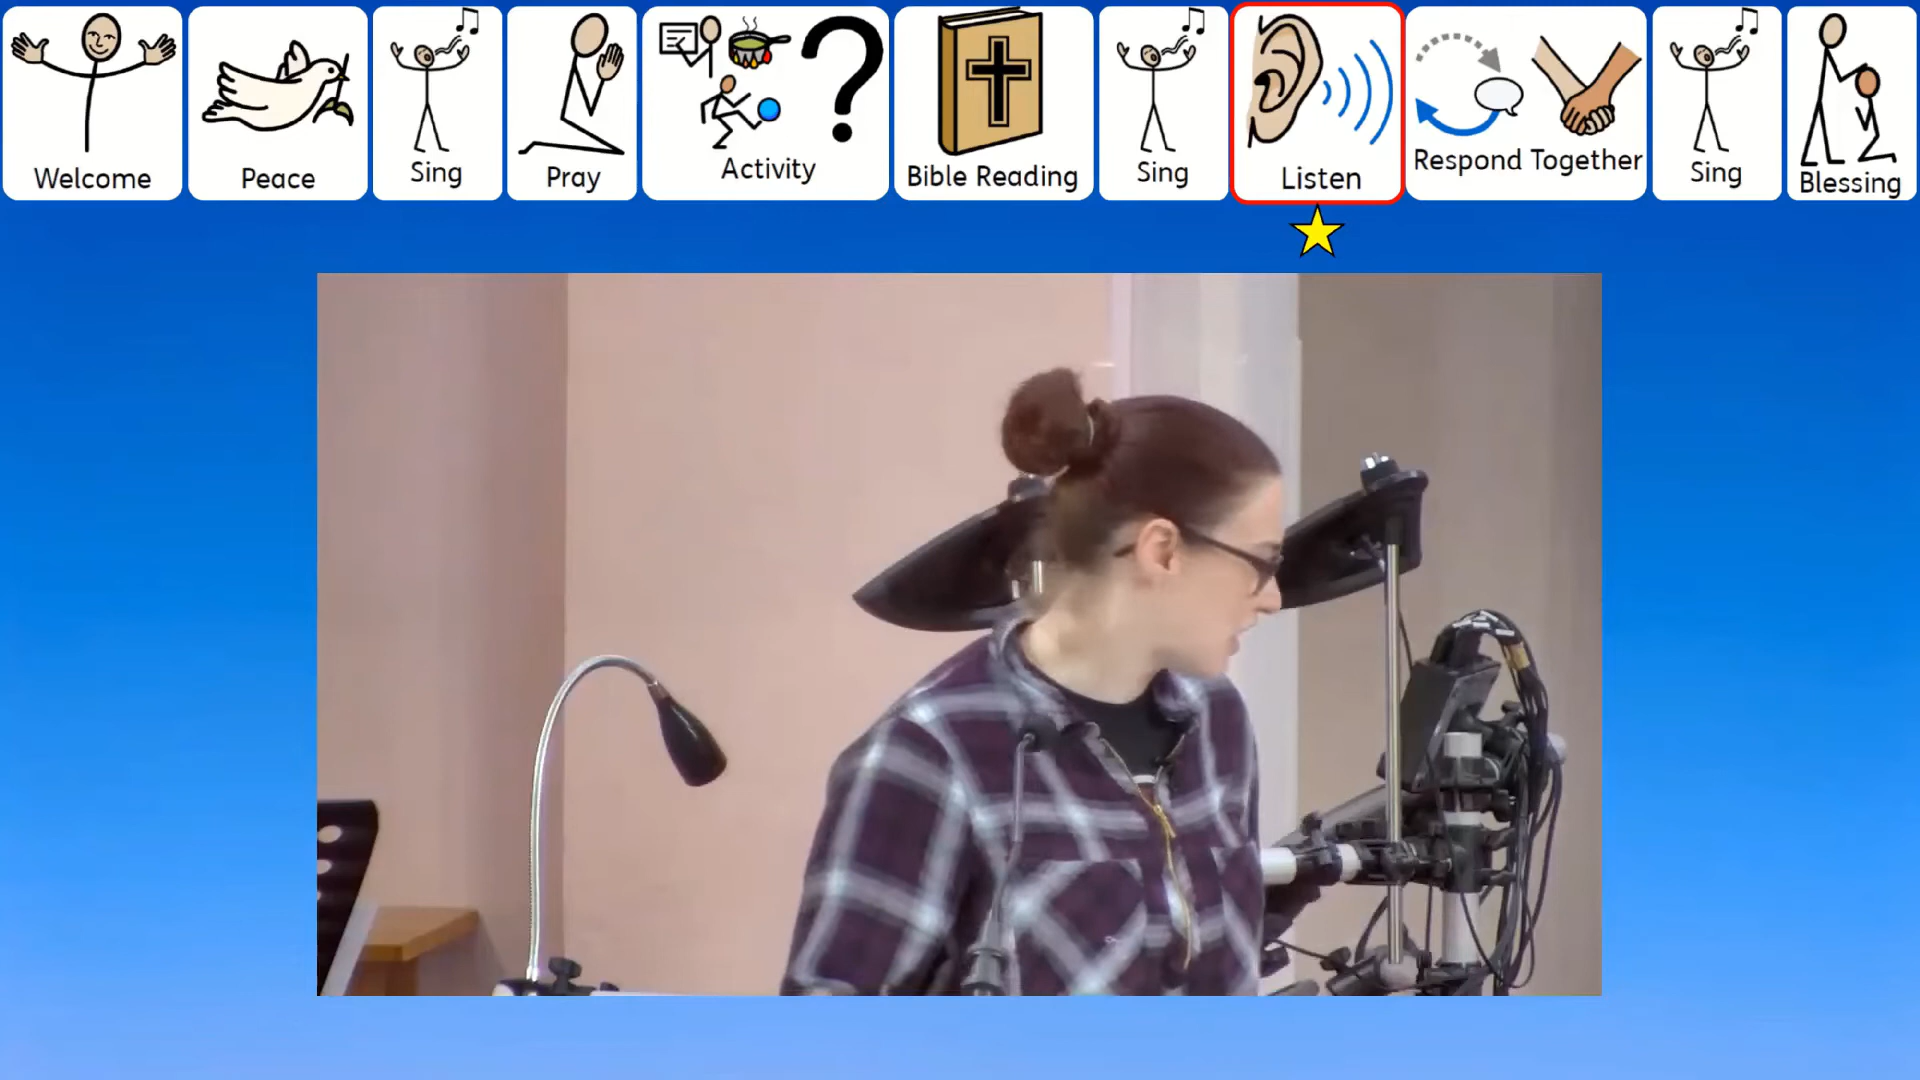 Welcome
Peace
Sing
Pray
Activity
Bible Reading
Sing
Listen
Respond Together
Sing
Blessing